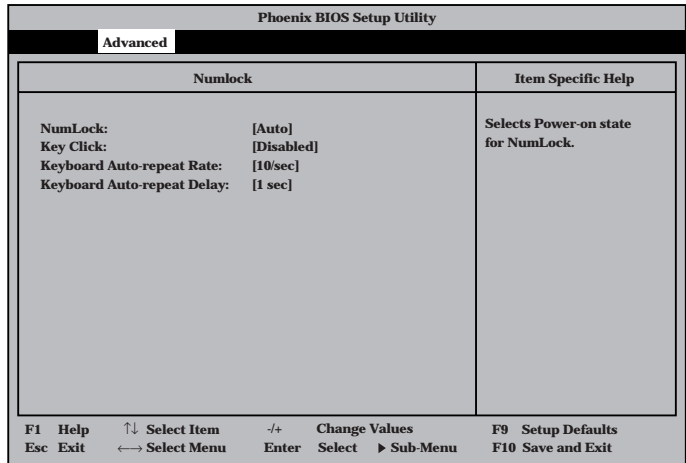 Phoenix BIOS Setup Utility
Advanced
Numlock
Item Specific Help
NumLock: [Auto]
Key Click: [Disabled]
Keyboard Auto-repeat Rate: [10/sec]
Keyboard Auto-repeat Delay: [1 sec]
Selects Power-on state
for NumLock.
F1 Help ↑↓ Select Item -/+ Change Values F9 Setup Defaults
Esc Exit ←→ Select Menu Enter Select ▶ Sub-Menu F10 Save and Exit